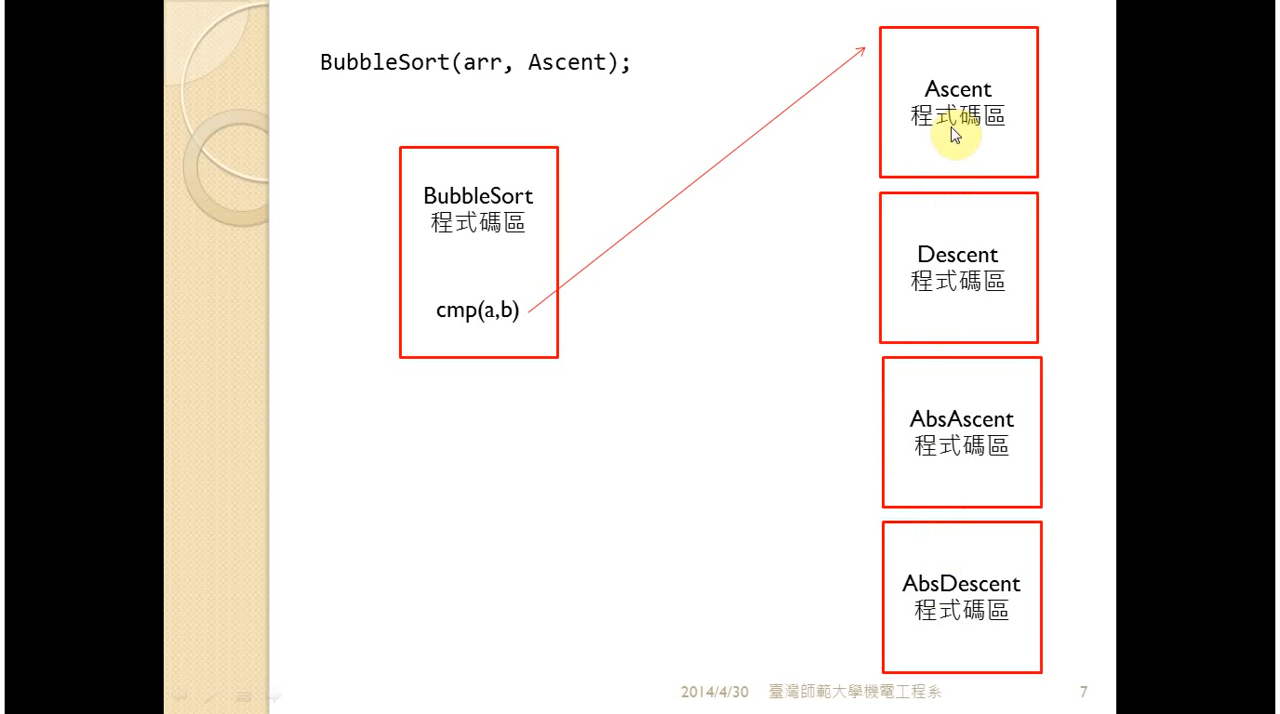 BubbleSort(arr, Ascent);
BubbleSort
程式碼區
cmp(a,b)
Ascent
程式碼區
Descent
程式碼區
AbsAscent
程式碼區
AbsDescent
程式碼區
2014/4/30 臺灣師範大學機電工程系 7